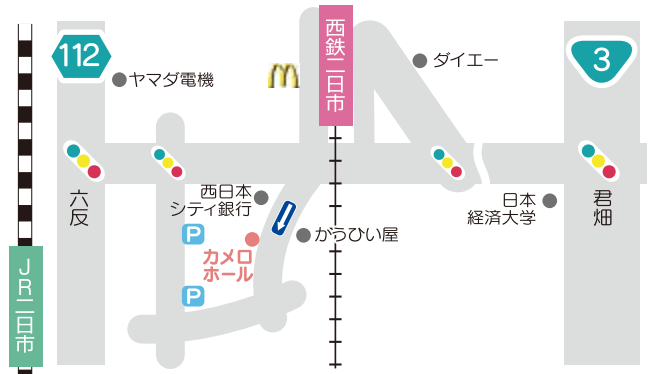 西鉄二日市
112
3
ダイエー
ヤマダ電機
六反
西日本
シティ銀行
日本
経済大学
君畑
P
かうひい屋
カメロ
ホール
JR二日市
P